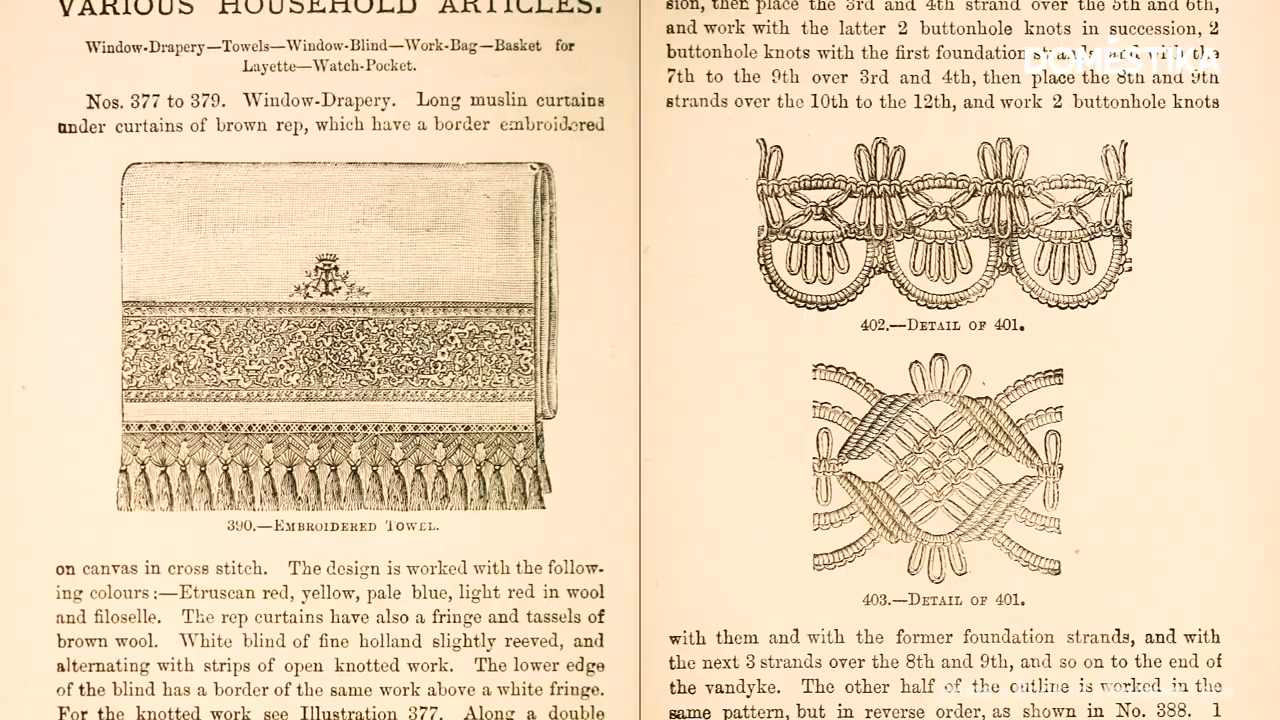 VARIOUS HOUSEHOLD ARTICLES.
Window-Drapery—Towels—Window-Blind—Work-Bag—Basket for
Layette—Watch-Pocket.
Nos. 377 to 379. Window-Drapery. Long muslin curtains
under curtains of brown rep, which have a border embroidered
390.—Embroidered Towel.
on canvas in cross stitch. The design is worked with the follow-
ing colours:—Etruscan red, yellow, pale blue, light red in wool
and filoselle. The rep curtains have also a fringe and tassels of
brown wool. White blind of fine holland slightly reeved, and
alternating with strips of open knotted work. The lower edge
of the blind has a border of the same work above a white fringe.
For the knotted work see Illustration 377. Along a double
sion, then place the 3rd and 4th strand over the 5th and 6th,
and work with the latter 2 buttonhole knots in succession, 2
buttonhole knots with the first foundation strands and with the
7th to the 9th over 3rd and 4th, then place the 8th and 9th
strands over the 10th to the 12th, and work 2 buttonhole knots
402.—Detail of 401.
403.—Detail of 401.
with them and with the former foundation strands, and with
the next 3 strands over the 8th and 9th, and so on to the end of
the vandyke. The other half of the outline is worked in the
same pattern, but in reverse order, as shown in No. 388. 1
DOMESTIKA